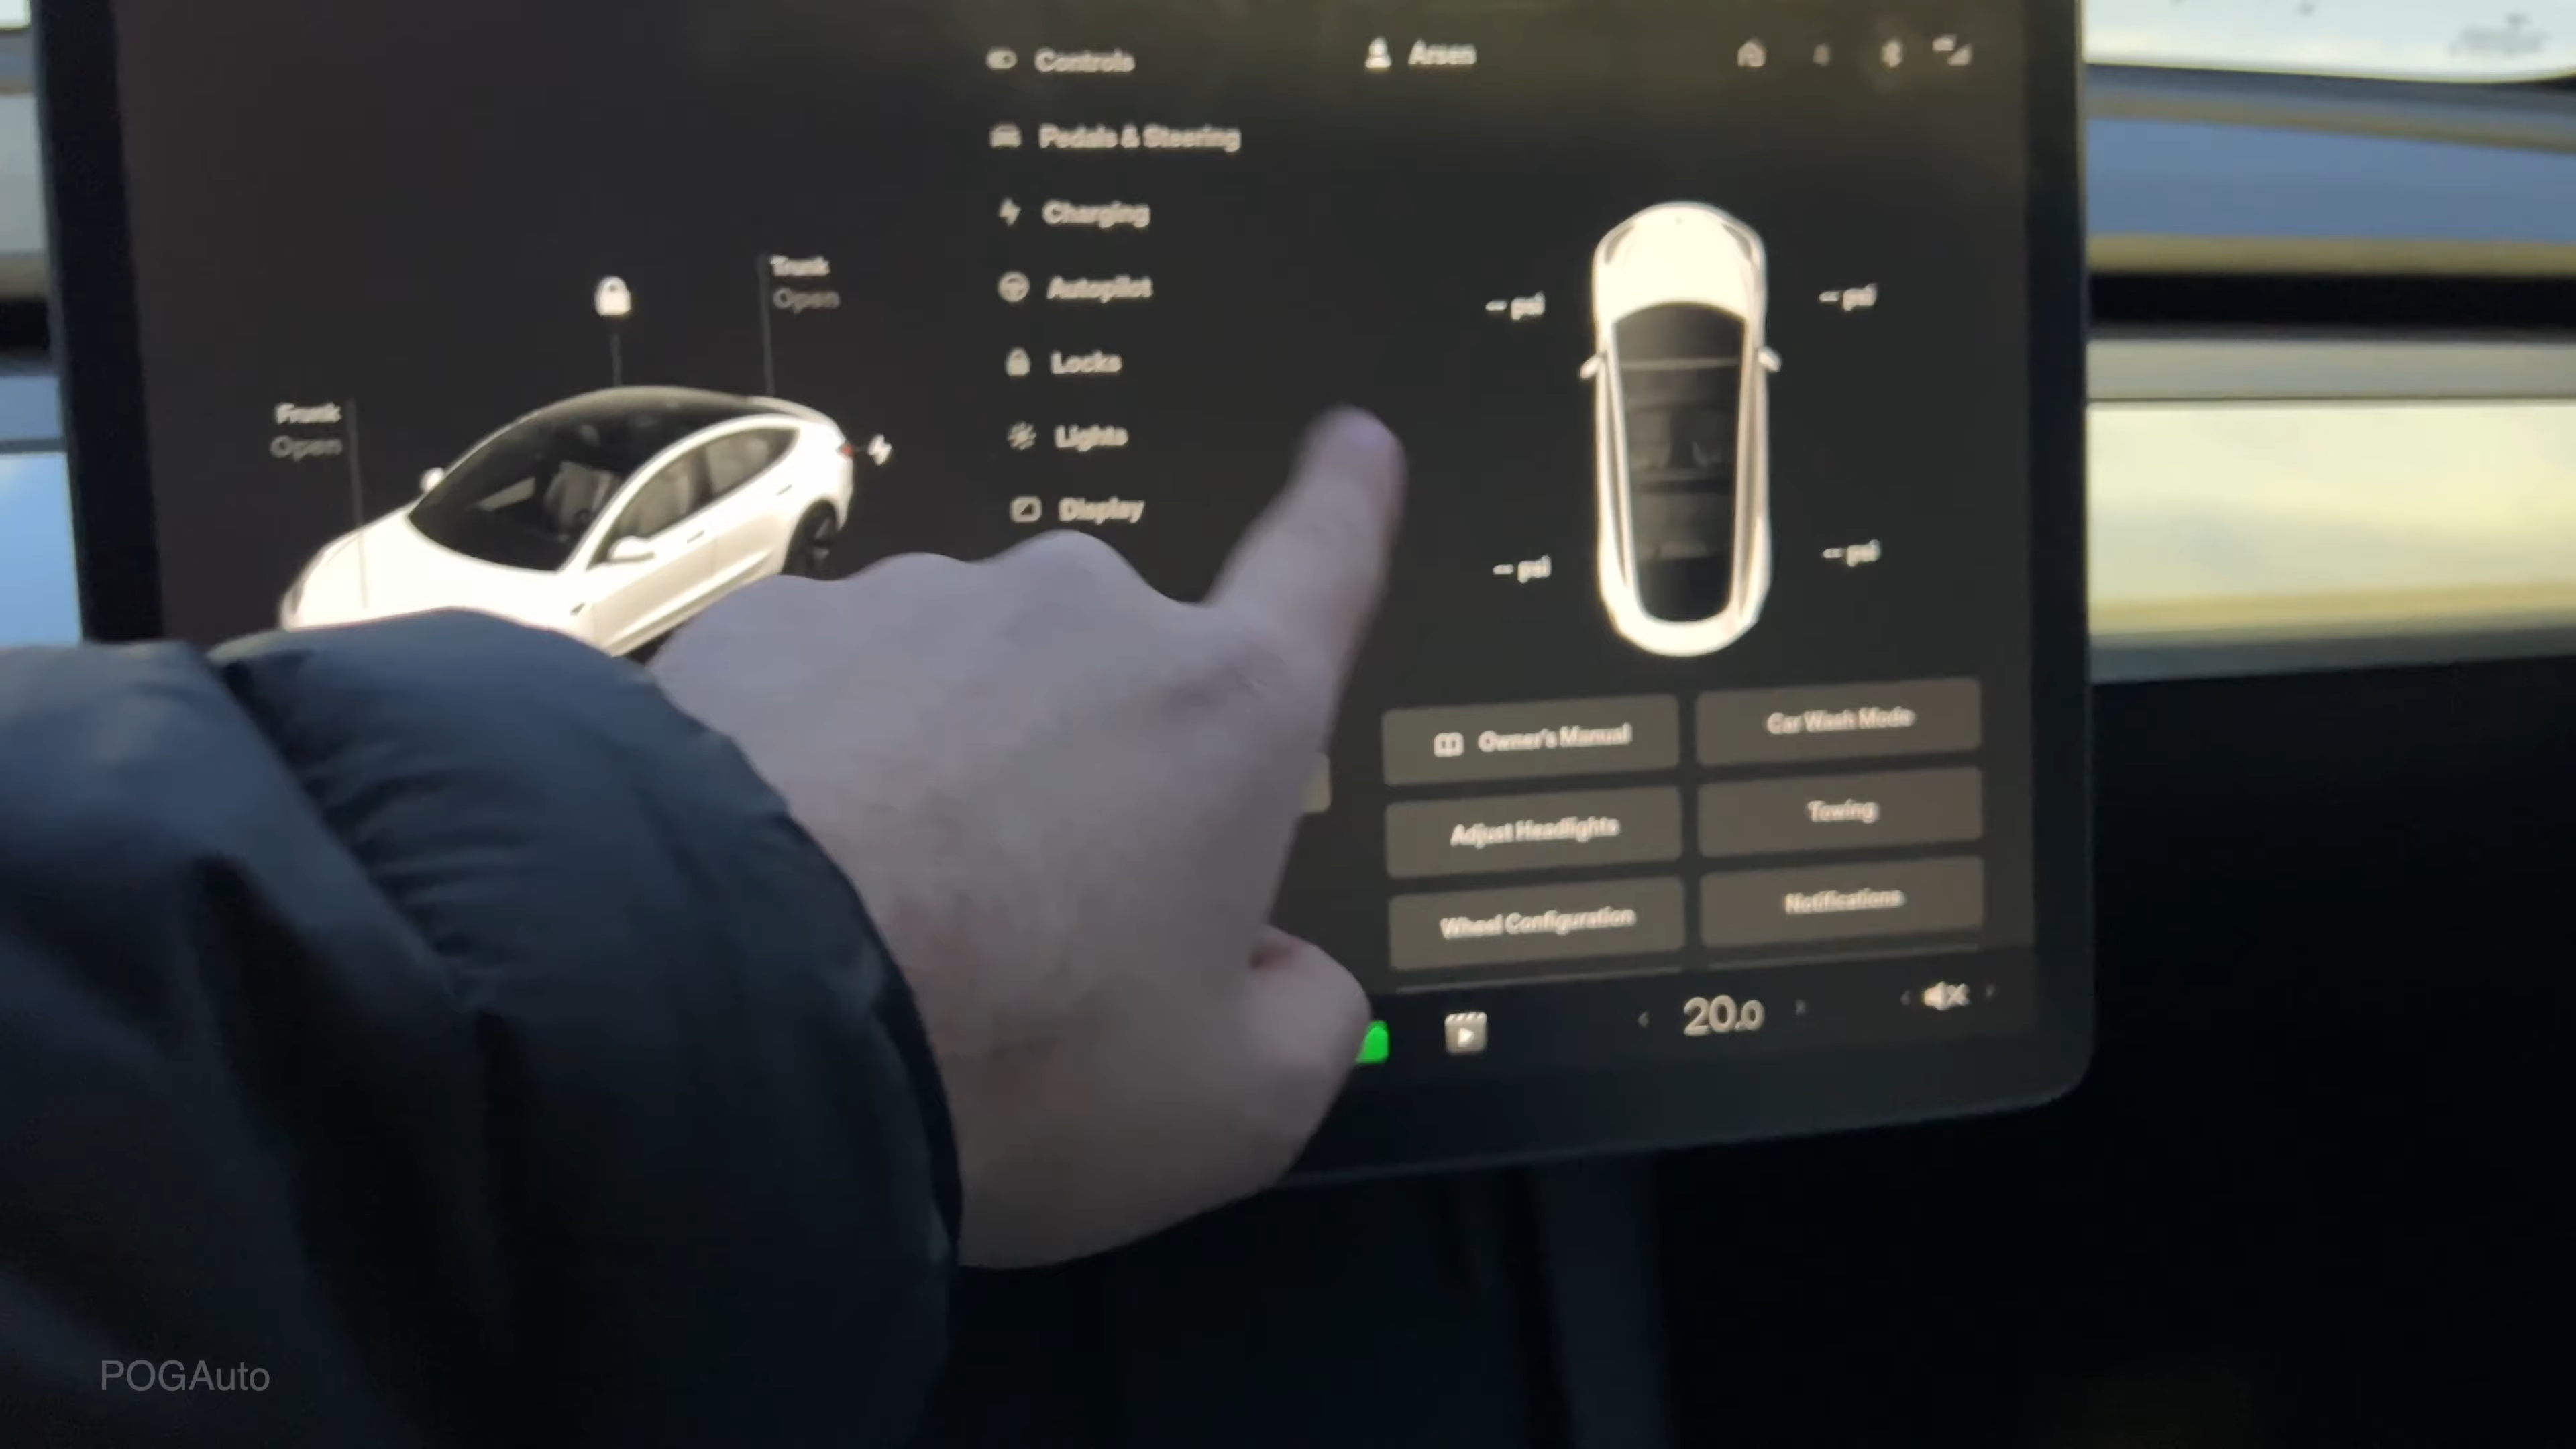 Controls
Arsen
Pedals & Steering
Charging
Trunk
Open
Autopilot
-- psi
-- psi
Locks
Frunk
Open
Lights
Display
-- psi
-- psi
Owner's Manual
Car Wash Mode
Adjust Headlights
Towing
Wheel Configuration
Notifications
20.0
POGAuto